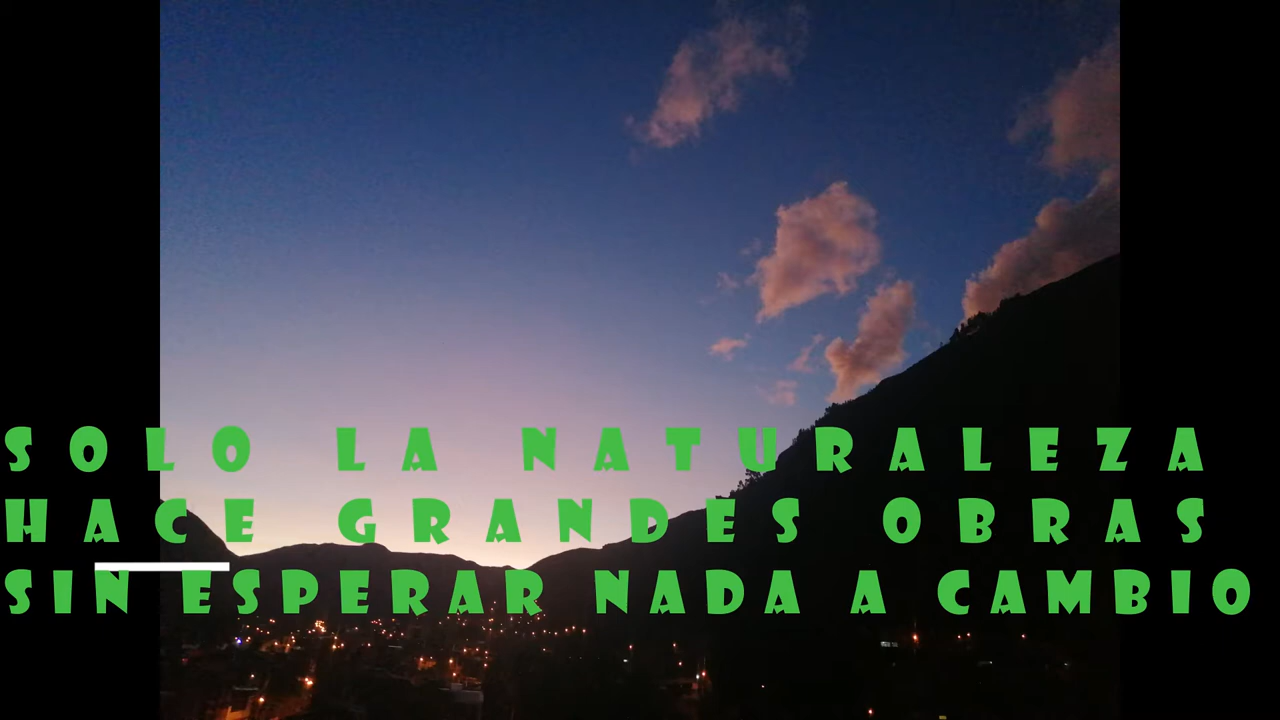 SOLO LA NATURALEZA
HACE GRANDES OBRAS
SIN ESPERAR NADA A CAMBIO